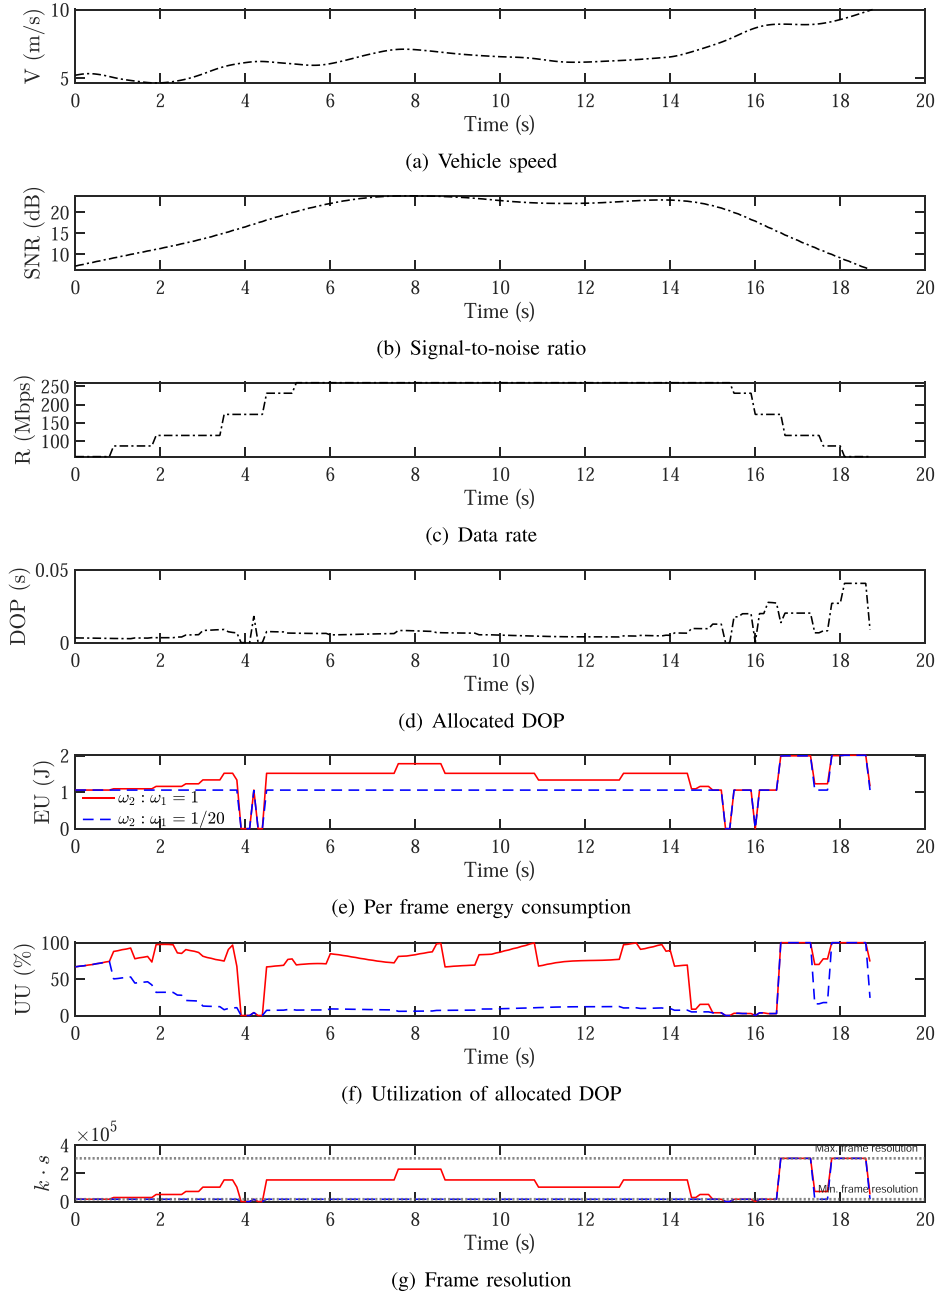 10
5
V (m/s)
0 2 4 6 8 10 12 14 16 18 20
Time (s)
(a) Vehicle speed
20
15
10
SNR (dB)
0 2 4 6 8 10 12 14 16 18 20
Time (s)
(b) Signal-to-noise ratio
250
200
150
100
R (Mbps)
0 2 4 6 8 10 12 14 16 18 20
Time (s)
(c) Data rate
0.05
0
DOP (s)
0 2 4 6 8 10 12 14 16 18 20
Time (s)
(d) Allocated DOP
2
1
0
EU (J)
ω₂ : ω₁ = 1
ω₂ : ω₁ = 1/20
0 2 4 6 8 10 12 14 16 18 20
Time (s)
(e) Per frame energy consumption
100
50
0
UU (%)
0 2 4 6 8 10 12 14 16 18 20
Time (s)
(f) Utilization of allocated DOP
×10⁵
4
2
0
k · s
Max. frame resolution
Min. frame resolution
0 2 4 6 8 10 12 14 16 18 20
Time (s)
(g) Frame resolution